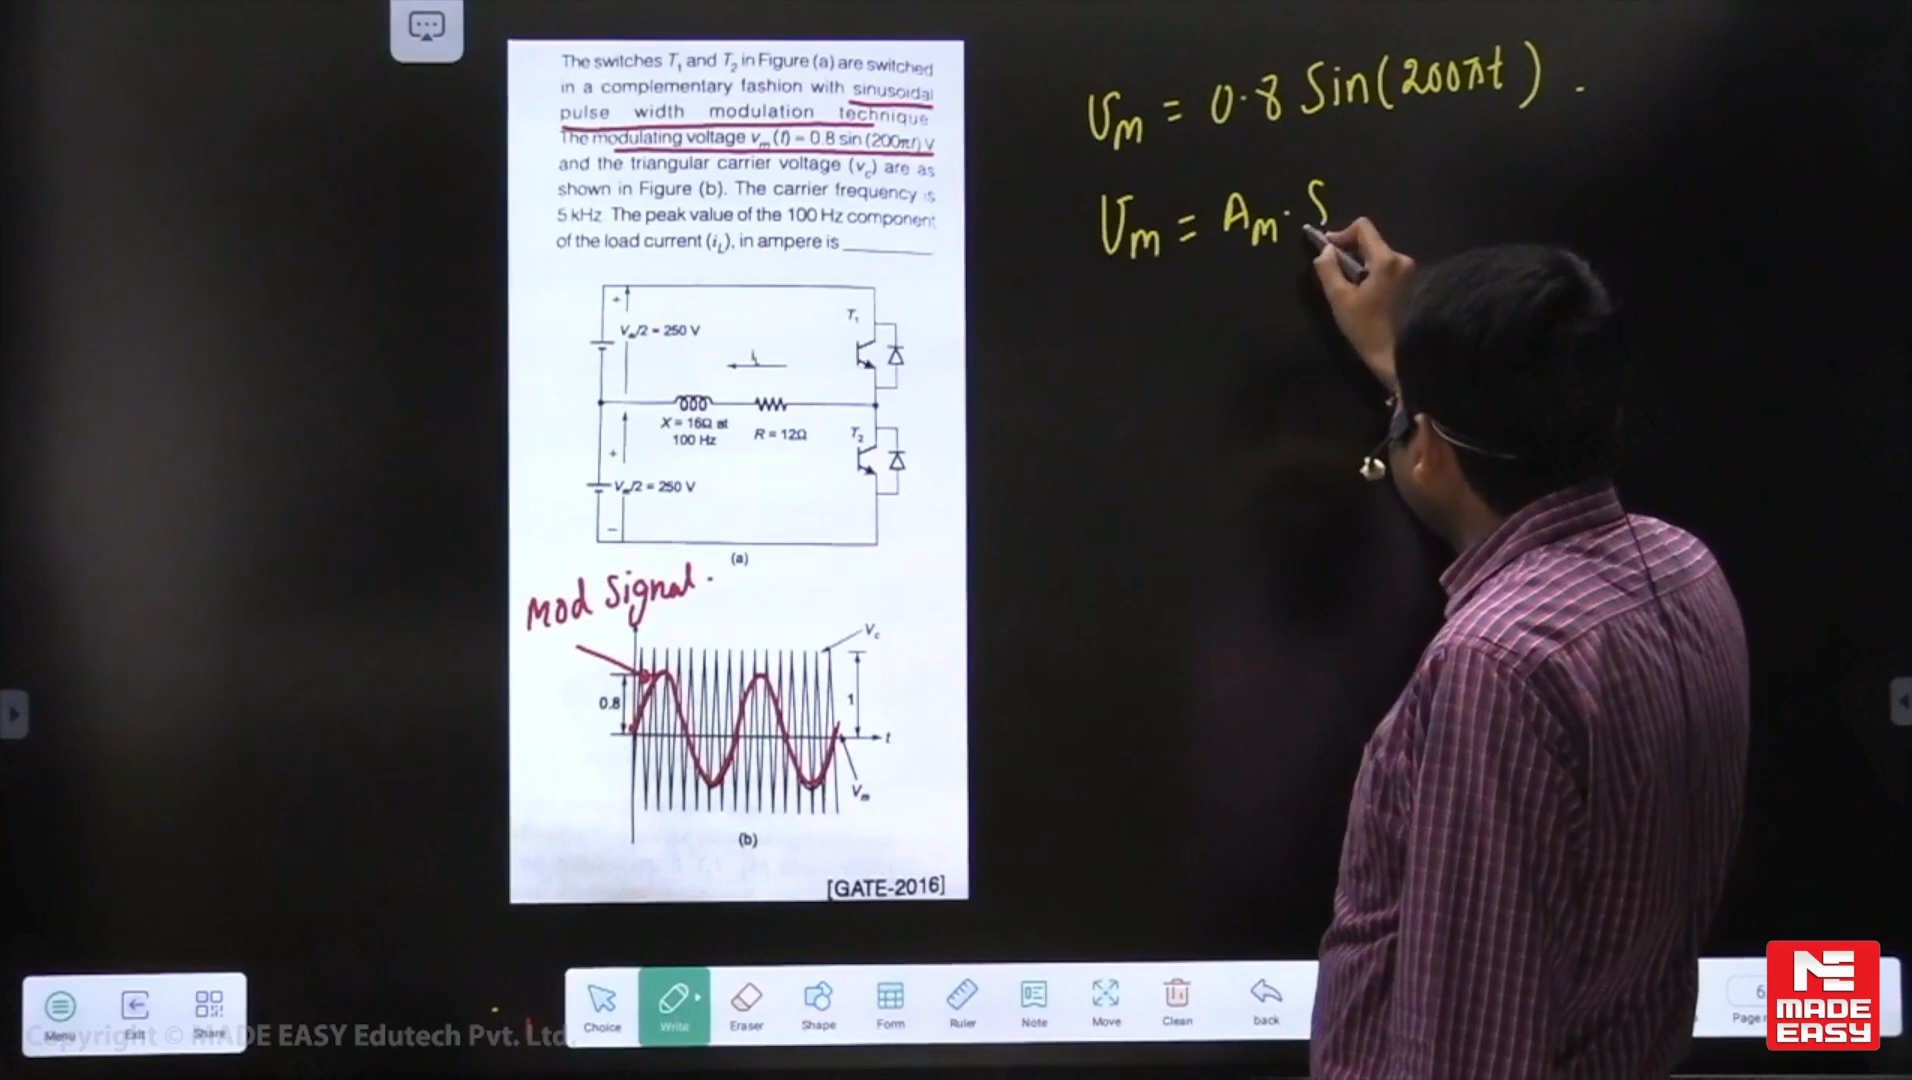 The switches T1 and T2 in Figure (a) are switched
in a complementary fashion with sinusoidal
pulse width modulation technique
The modulating voltage vm (t) = 0.8 sin (200πt) V
and the triangular carrier voltage (vc) are as
shown in Figure (b). The carrier frequency is
5 kHz. The peak value of the 100 Hz component
of the load current (iL), in ampere is ________
+
V /2 = 250 V
T1
iL
X = 16Ω at
100 Hz
R = 12Ω
T2
+
V /2 = 250 V
–
(a)
Mod Signal.
Vc
0.8
1
t
Vm
(b)
[GATE-2016]
Vm = 0.8 Sin(200πt).
Vm = Am. S
Menu
Exit
Share
Choice
Write
Eraser
Shape
Form
Ruler
Note
Move
Clean
back
6
Page
Copyright © MADE EASY Edutech Pvt. Ltd.
ME
MADE
EASY